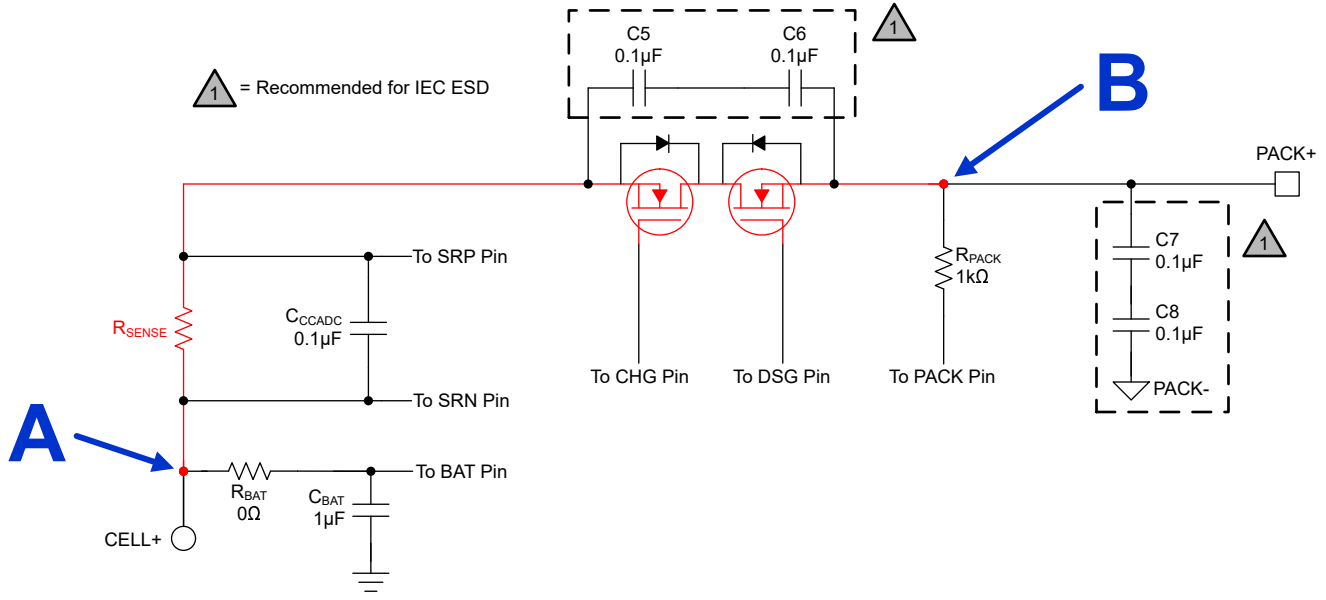 C5
0.1µF
C6
0.1µF
1
1
= Recommended for IEC ESD
B
PACK+
To SRP Pin
RPACK
1kΩ
C7
0.1µF
1
RSENSE
CCCADC
0.1µF
C8
0.1µF
To CHG Pin
To DSG Pin
To PACK Pin
PACK-
To SRN Pin
A
To BAT Pin
RBAT
0Ω
CBAT
1µF
CELL+